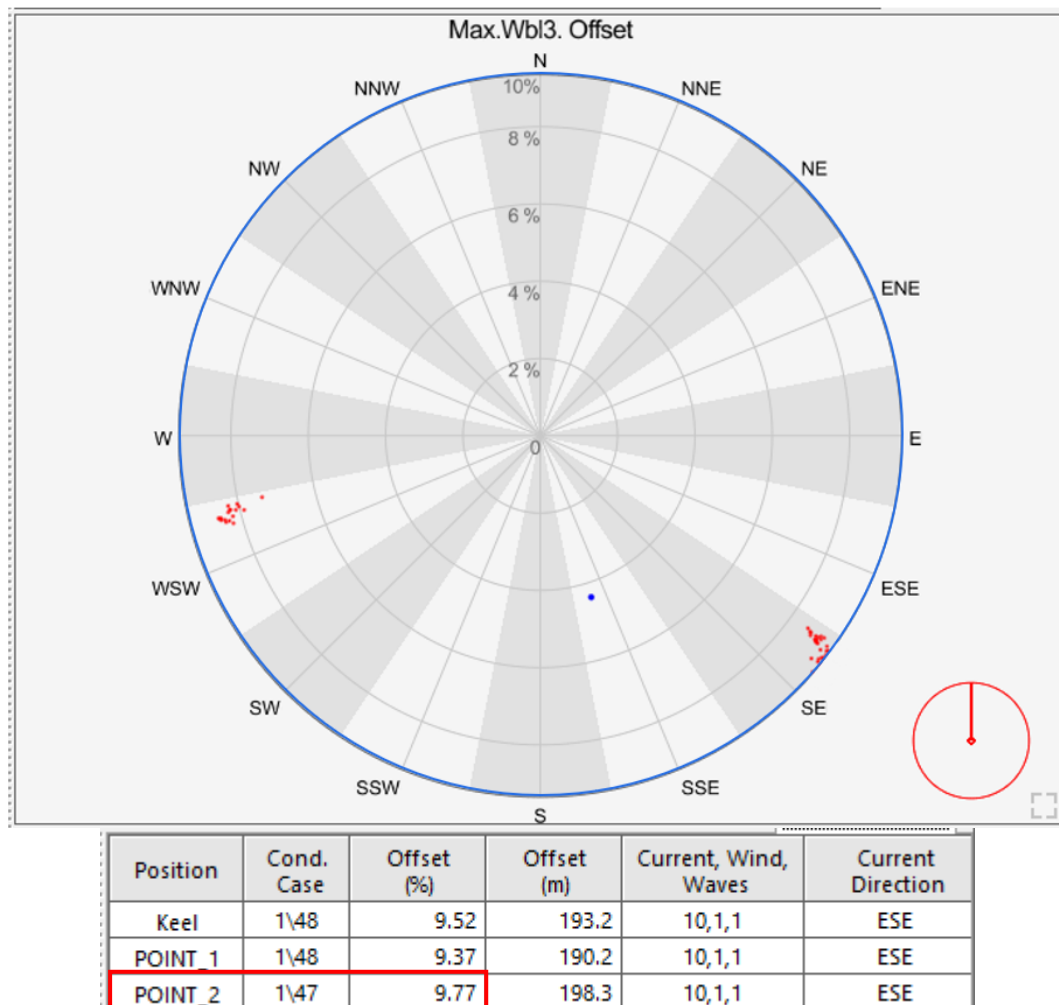 Max.Wbl3. Offset
N
NNW
10%
NNE
8 %
NW
NE
6 %
WNW
4 %
ENE
2 %
W
0
E
WSW
ESE
SW
SE
SSW
SSE
S
Position Cond. Case Offset (%) Offset (m) Current, Wind, Waves Current Direction
Keel 1\48 9.52 193.2 10,1,1 ESE
POINT_1 1\48 9.37 190.2 10,1,1 ESE
POINT_2 1\47 9.77 198.3 10,1,1 ESE